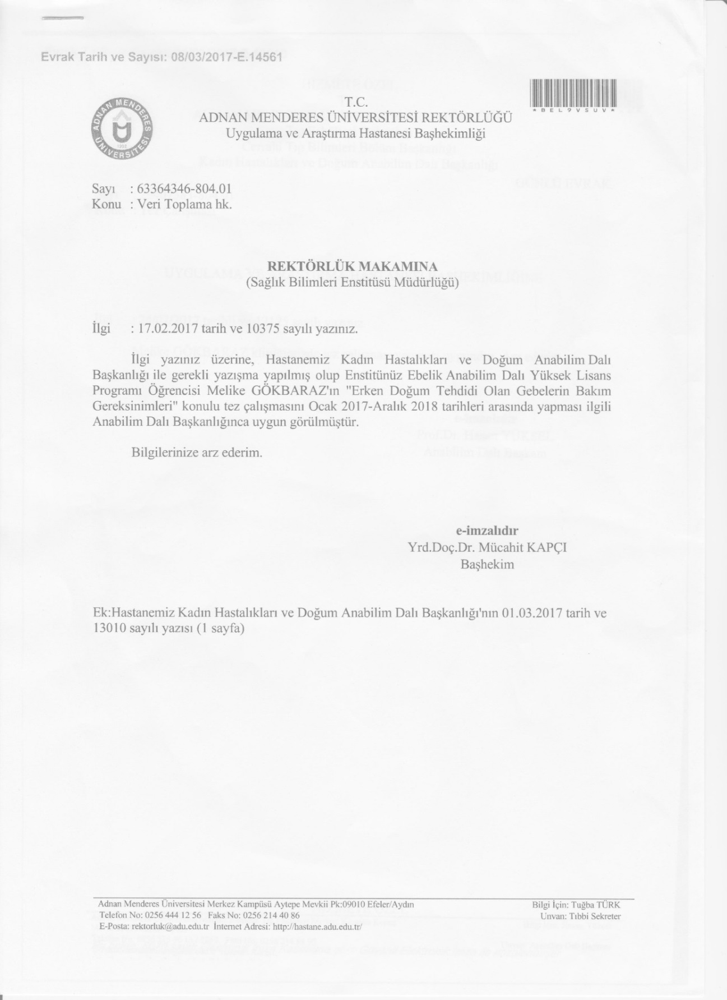 Evrak Tarih ve Sayısı: 08/03/2017-E.14561
*BEL9VSUV*
ADNAN MENDERES
ÜNİVERSİTESİ
1992
T.C.
ADNAN MENDERES ÜNİVERSİTESİ REKTÖRLÜĞÜ
Uygulama ve Araştırma Hastanesi Başhekimliği
GÜNLÜ EVRAK
Sayı : 63364346-804.01
Konu : Veri Toplama hk.
REKTÖRLÜK MAKAMINA
(Sağlık Bilimleri Enstitüsü Müdürlüğü)
İlgi : 17.02.2017 tarih ve 10375 sayılı yazınız.
İlgi yazınız üzerine, Hastanemiz Kadın Hastalıkları ve Doğum Anabilim Dalı
Başkanlığı ile gerekli yazışma yapılmış olup Enstitünüz Ebelik Anabilim Dalı Yüksek Lisans
Programı Öğrencisi Melike GÖKBARAZ'ın "Erken Doğum Tehdidi Olan Gebelerin Bakım
Gereksinimleri" konulu tez çalışmasını Ocak 2017-Aralık 2018 tarihleri arasında yapması ilgili
Anabilim Dalı Başkanlığınca uygun görülmüştür.
Bilgilerinize arz ederim.
e-imzalıdır
Yrd.Doç.Dr. Mücahit KAPÇI
Başhekim
Ek:Hastanemiz Kadın Hastalıkları ve Doğum Anabilim Dalı Başkanlığı'nın 01.03.2017 tarih ve
13010 sayılı yazısı (1 sayfa)
Adnan Menderes Üniversitesi Merkez Kampüsü Aytepe Mevkii Pk:09010 Efeler/Aydın
Telefon No: 0256 444 12 56 Faks No: 0256 214 40 86
E-Posta: rektorluk@adu.edu.tr İnternet Adresi: http://hastane.adu.edu.tr/
Bilgi İçin: Tuğba TÜRK
Unvan: Tıbbi Sekreter